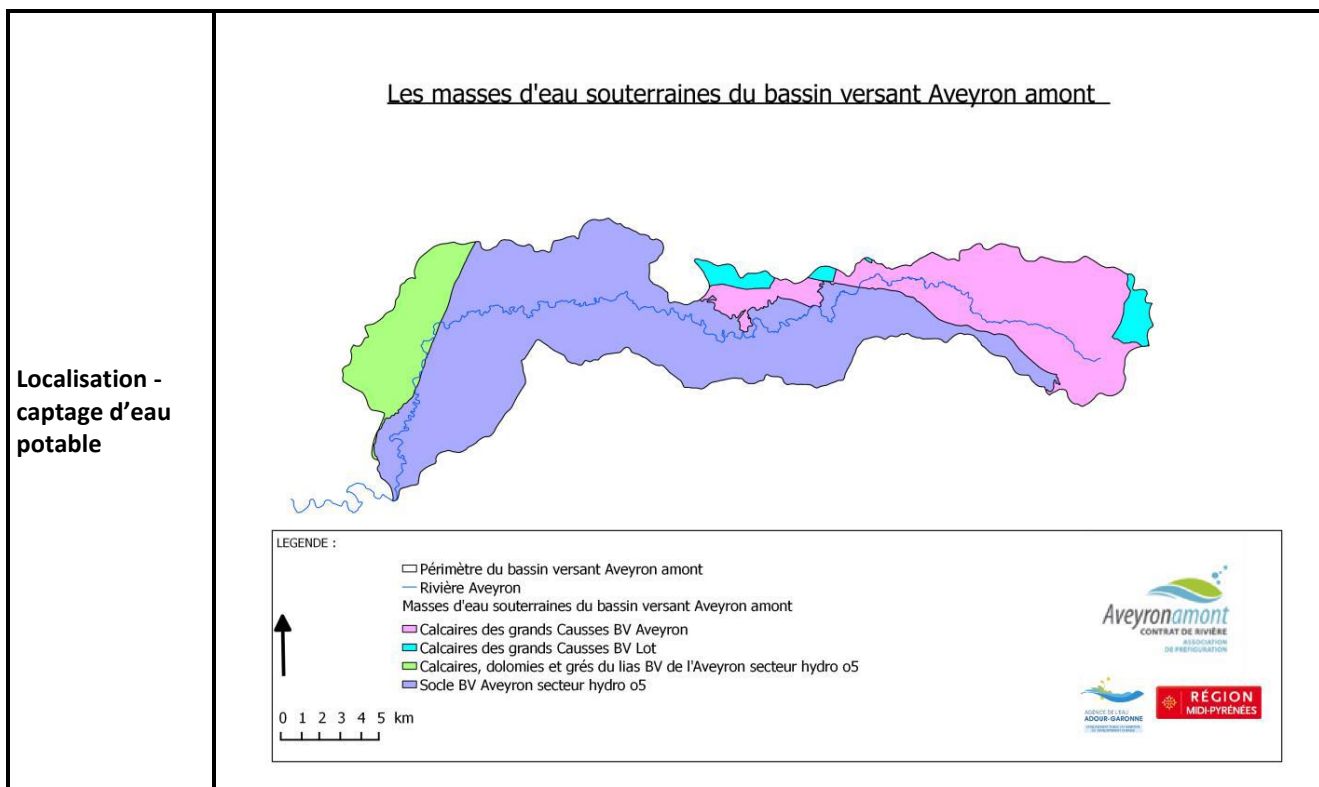 Localisation -
captage d'eau
potable
Les masses d'eau souterraines du bassin versant Aveyron amont
LEGENDE :
Périmètre du bassin versant Aveyron amont
Rivière Aveyron
Masses d'eau souterraines du bassin versant Aveyron amont
Calcaires des grands Causses BV Aveyron
Calcaires des grands Causses BV Lot
Calcaires, dolomies et grés du lias BV de l'Aveyron secteur hydro o5
Socle BV Aveyron secteur hydro o5
0 1 2 3 4 5 km
Aveyronamont
CONTRAT DE RIVIÈRE
ASSOCIATION
DE PRÉFIGURATION
AGENCE DE L'EAU
ADOUR-GARONNE
RÉGION
MIDI-PYRÉNÉES